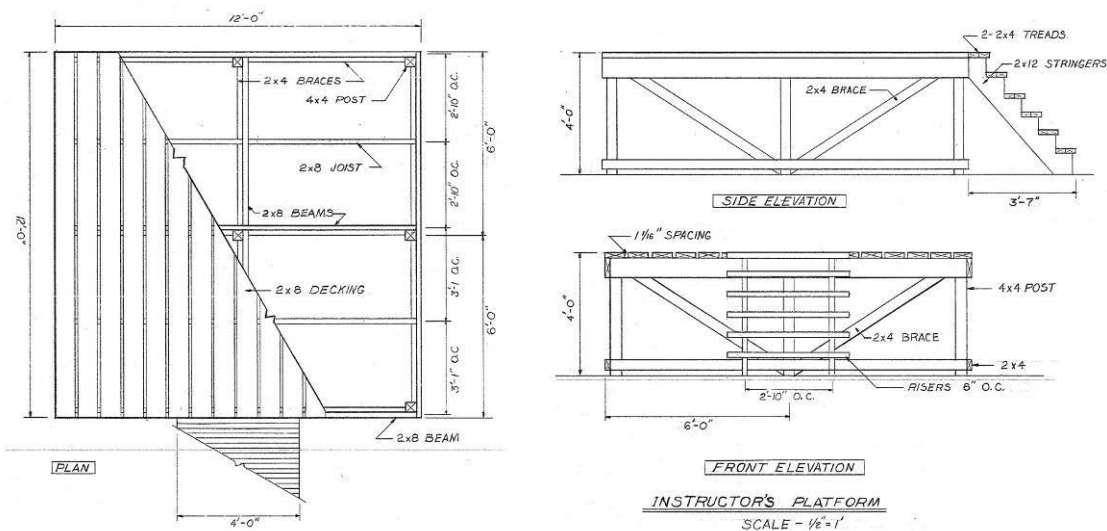 12'-0"
2x4 BRACES
4x4 POST
2'-10" O.C.
6'-0"
2x8 JOIST
2'-10" O.C.
12'-0"
2x8 BEAMS
2x8 DECKING
3'-1 O.C.
6'-0"
3'-1" O.C.
2x8 BEAM
PLAN
4'-0"
2-2x4 TREADS.
2x12 STRINGERS
2x4 BRACE
4'-0"
SIDE ELEVATION
3'-7"
1 1/16" SPACING
4x4 POST
4'-0"
2x4 BRACE
2x4
RISERS 6" O.C.
2'-10" O.C.
6'-0"
FRONT ELEVATION
INSTRUCTOR'S PLATFORM
SCALE - 1/2"=1'